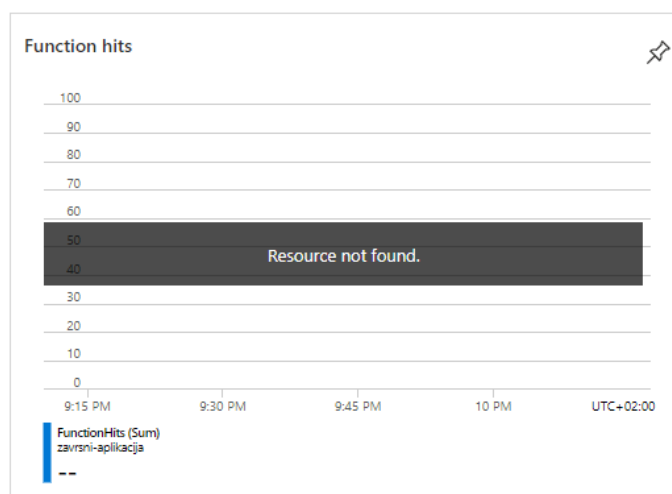 Function hits
100
90
80
70
60
50
Resource not found.
40
30
20
10
0
9:15 PM 9:30 PM 9:45 PM 10 PM UTC+02:00
FunctionHits (Sum)
zavrsni-aplikacija
--